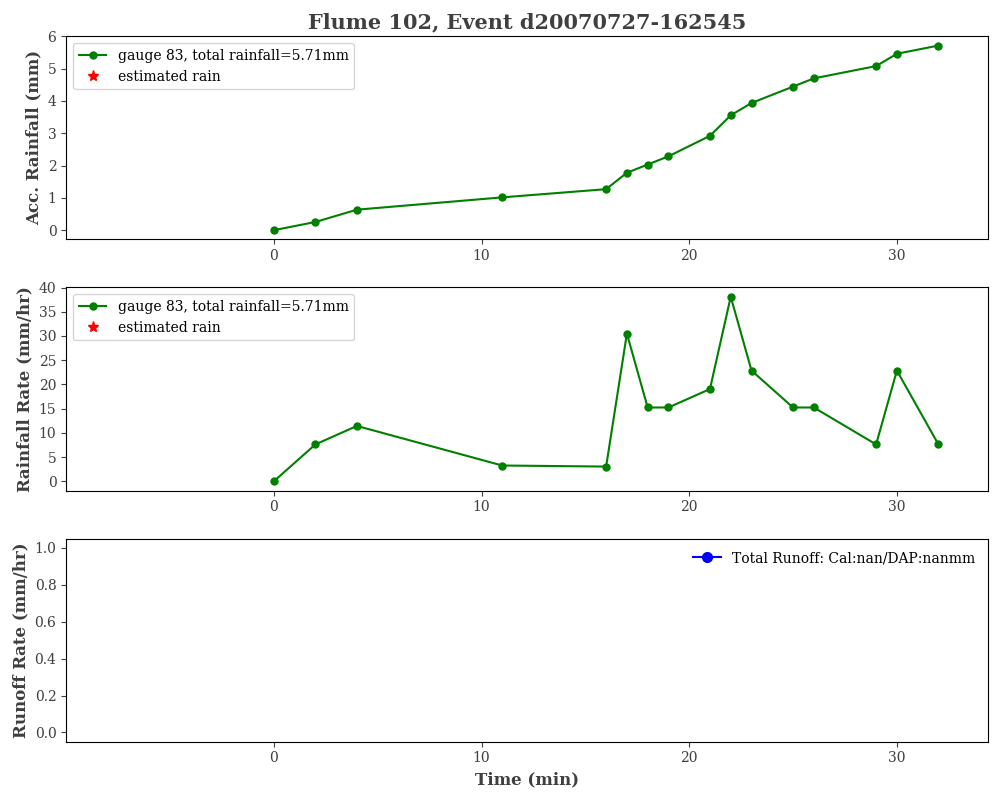 Flume 102, Event d20070727-162545
Acc. Rainfall (mm)
6
5
4
3
2
1
0
gauge 83, total rainfall=5.71mm
estimated rain
0 10 20 30
Rainfall Rate (mm/hr)
40
35
30
25
20
15
10
5
0
gauge 83, total rainfall=5.71mm
estimated rain
0 10 20 30
Runoff Rate (mm/hr)
1.0
0.8
0.6
0.4
0.2
0.0
Total Runoff: Cal:nan/DAP:nanmm
0 10 20 30
Time (min)